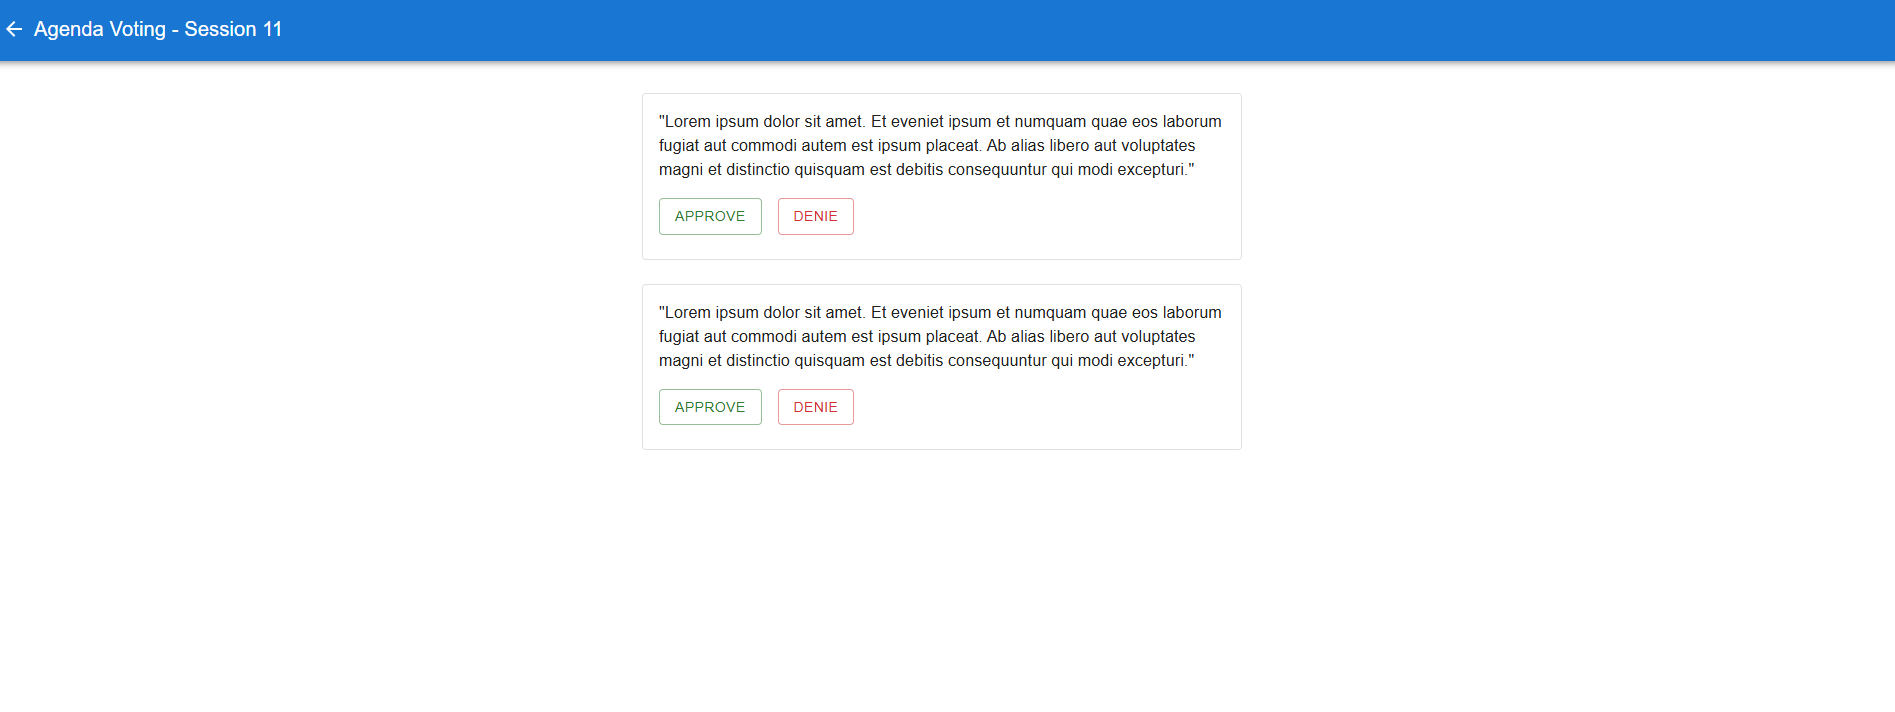 Agenda Voting - Session 11
"Lorem ipsum dolor sit amet. Et eveniet ipsum et numquam quae eos laborum
fugiat aut commodi autem est ipsum placeat. Ab alias libero aut voluptates
magni et distinctio quisquam est debitis consequuntur qui modi excepturi."
APPROVE DENIE
"Lorem ipsum dolor sit amet. Et eveniet ipsum et numquam quae eos laborum
fugiat aut commodi autem est ipsum placeat. Ab alias libero aut voluptates
magni et distinctio quisquam est debitis consequuntur qui modi excepturi."
APPROVE DENIE